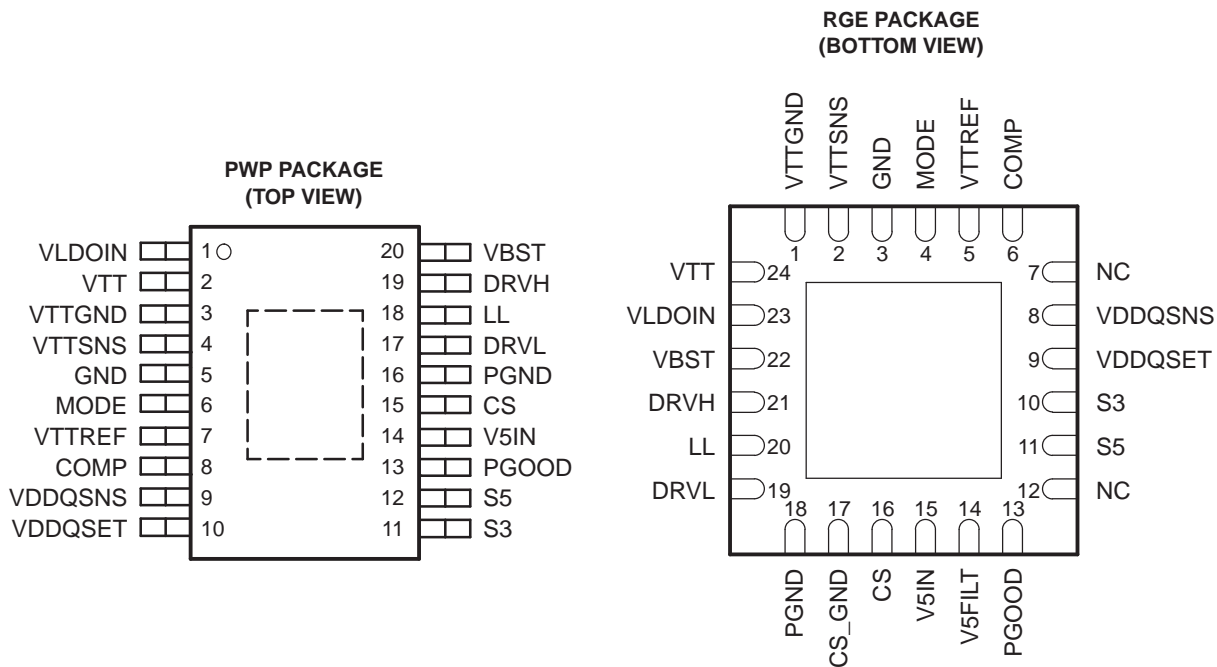 PWP PACKAGE
(TOP VIEW)
VLDOIN 1 20 VBST
VTT 2 19 DRVH
VTTGND 3 18 LL
VTTSNS 4 17 DRVL
GND 5 16 PGND
MODE 6 15 CS
VTTREF 7 14 V5IN
COMP 8 13 PGOOD
VDDQSNS 9 12 S5
VDDQSET 10 11 S3
RGE PACKAGE
(BOTTOM VIEW)
VTTGND VTTSNS GND MODE VTTREF COMP
1 2 3 4 5 6
VTT 24 7 NC
VLDOIN 23 8 VDDQSNS
VBST 22 9 VDDQSET
DRVH 21 10 S3
LL 20 11 S5
DRVL 19 12 NC
18 17 16 15 14 13
PGND CS_GND CS V5IN V5FILT PGOOD